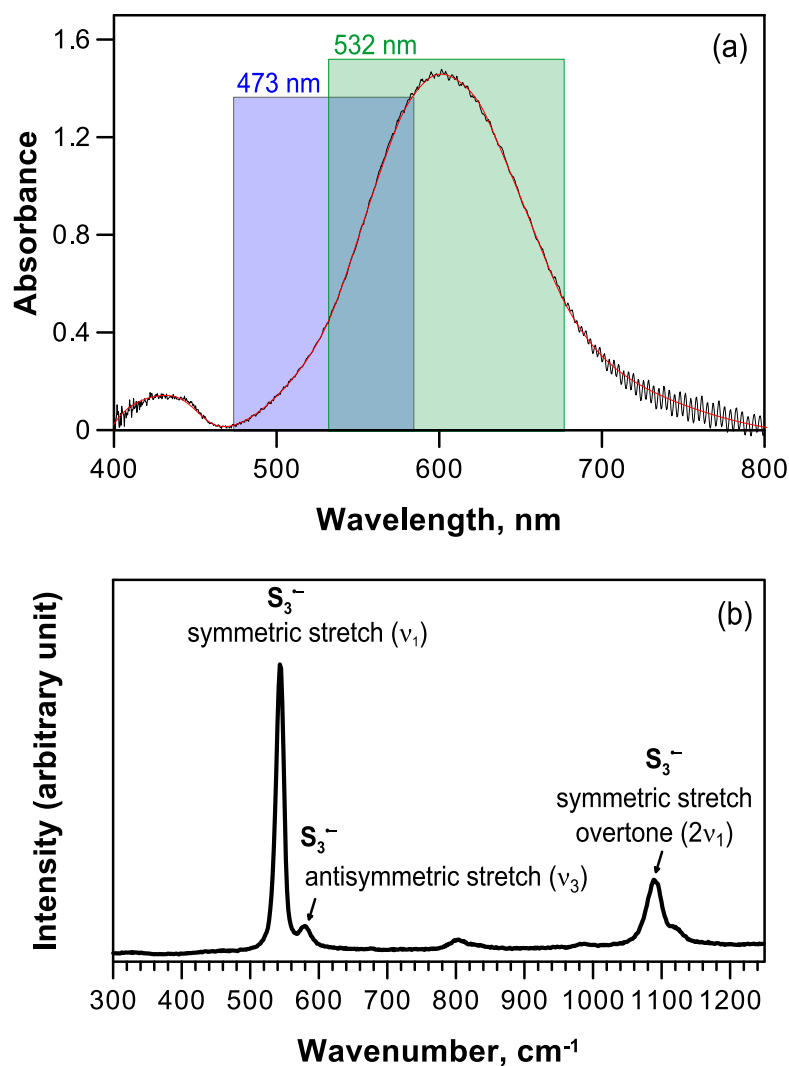 (a)
532 nm
473 nm
1.6
1.2
0.8
0.4
0
Absorbance
400 500 600 700 800
Wavelength, nm
(b)
S₃•−
symmetric stretch (ν₁)
S₃•−
antisymmetric stretch (ν₃)
S₃•−
symmetric stretch
overtone (2ν₁)
Intensity (arbitrary unit)
300 400 500 600 700 800 900 1000 1100 1200
Wavenumber, cm⁻¹